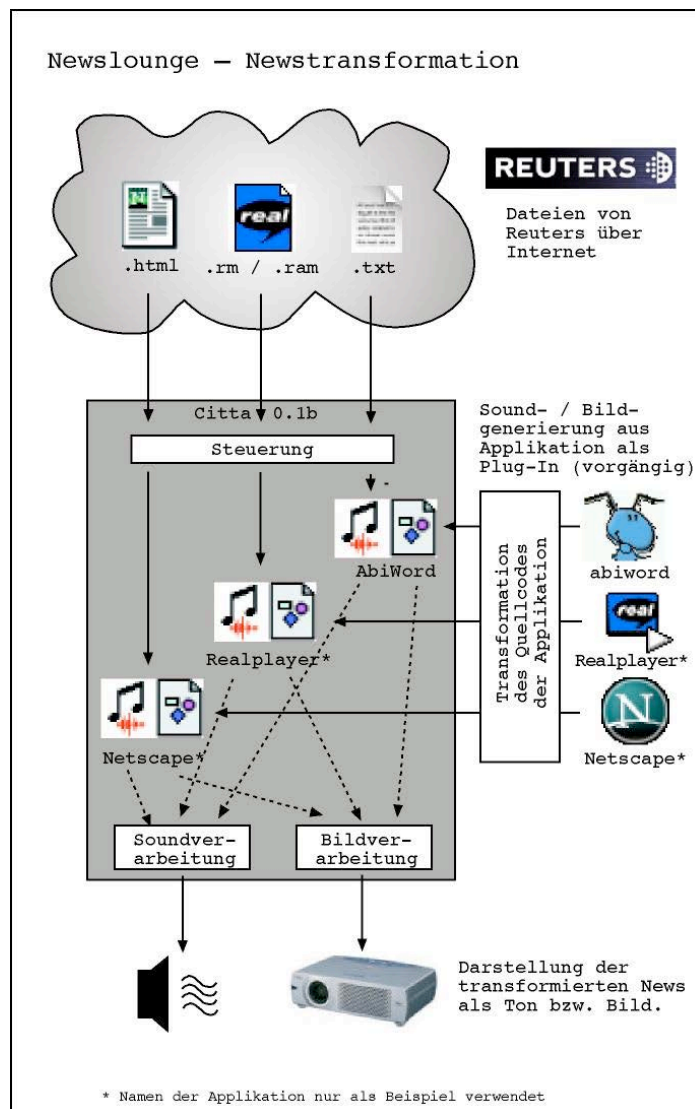 Newslounge – Newstransformation
REUTERS
Dateien von
Reuters über
Internet
N
real
.html
.rm / .ram
.txt
Citta 0.1b
Steuerung
Sound- / Bild-
generierung aus
Applikation als
Plug-In (vorgängig)
AbiWord
Realplayer*
Netscape*
Transformation
des Quellcodes
der Applikation
abiword
real
Realplayer*
N
Netscape*
Soundver-
arbeitung
Bildver-
arbeitung
Darstellung der
transformierten News
als Ton bzw. Bild.
* Namen der Applikation nur als Beispiel verwendet